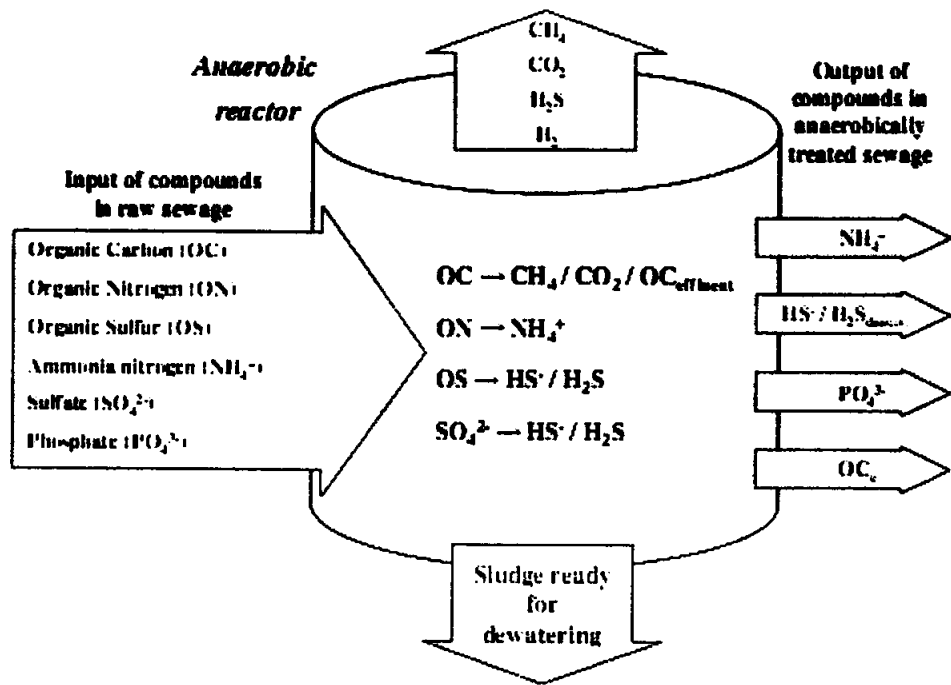 CH₄
CO₂
H₂S
H₂
Anaerobic
reactor
Output of
compounds in
anaerobically
treated sewage
Input of compounds
in raw sewage
Organic Carbon (OC)
Organic Nitrogen (ON)
Organic Sulfur (OS)
Ammonia nitrogen (NH₄⁻)
Sulfate (SO₄²⁻)
Phosphate (PO₄³⁻)
OC → CH₄ / CO₂ / OCeffluent
ON → NH₄⁺
OS → HS⁻ / H₂S
SO₄²⁻ → HS⁻ / H₂S
NH₄⁻
HS⁻ / H₂S
PO₄³⁻
OCₑ
Sludge ready
for
dewatering